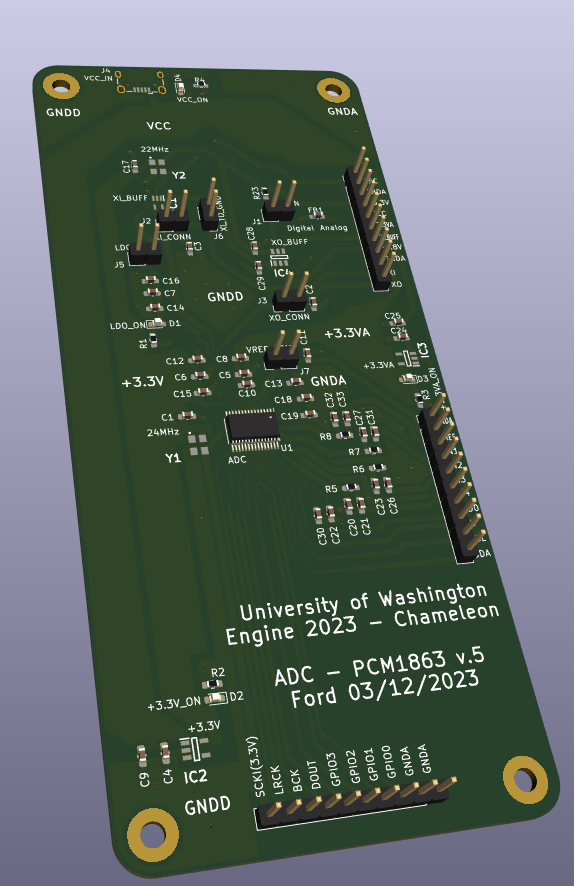 J4
VCC_IN
D4
R4
VCC_ON
GNDD
GNDA
VCC
22MHz
C17
Y2
XI_BUFF
J2
XI_CONN
J6
XI_TO_GND
J5
C3
R23
J1
FB1
Digital Analog
C28
XO_BUFF
IC4
C29
C16
C7
C14
GNDD
J3
C2
XO_CONN
XO
LDO_ON
D1
R1
C25
C24
+3.3VA
IC3
+3.3VA
D3
R3
C11
J7
C12
C8
C6
C5
C15
C10
C13
GNDA
+3.3V
C18
C19
C1
24MHz
Y1
ADC
U1
C32
C33
C27
C31
R8
R7
R6
R5
C30
C22
C20
C21
C23
C26
University of Washington
Engine 2023 – Chameleon
ADC – PCM1863 v.5
Ford 03/12/2023
R2
+3.3V_ON
D2
+3.3V
C9
C4
IC2
GNDD
SCKI(3.3V)
LRCK
BCK
DOUT
GPIO3
GPIO2
GPIO1
GPIO0
GNDA
GNDA